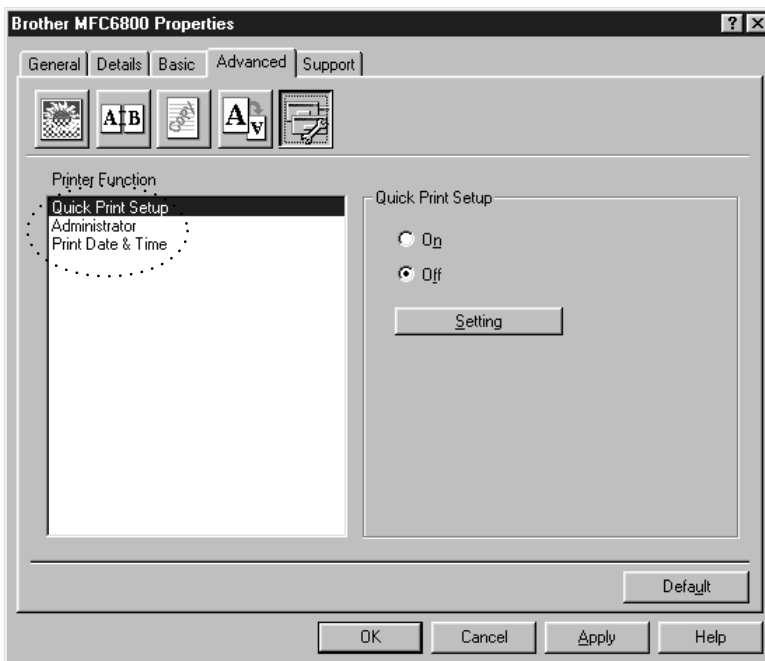 Brother MFC6800 Properties
General Details Basic Advanced Support
A B COPY A A
Printer Function
Quick Print Setup
Administrator
Print Date & Time
Quick Print Setup
On
Off
Setting
Default
OK Cancel Apply Help